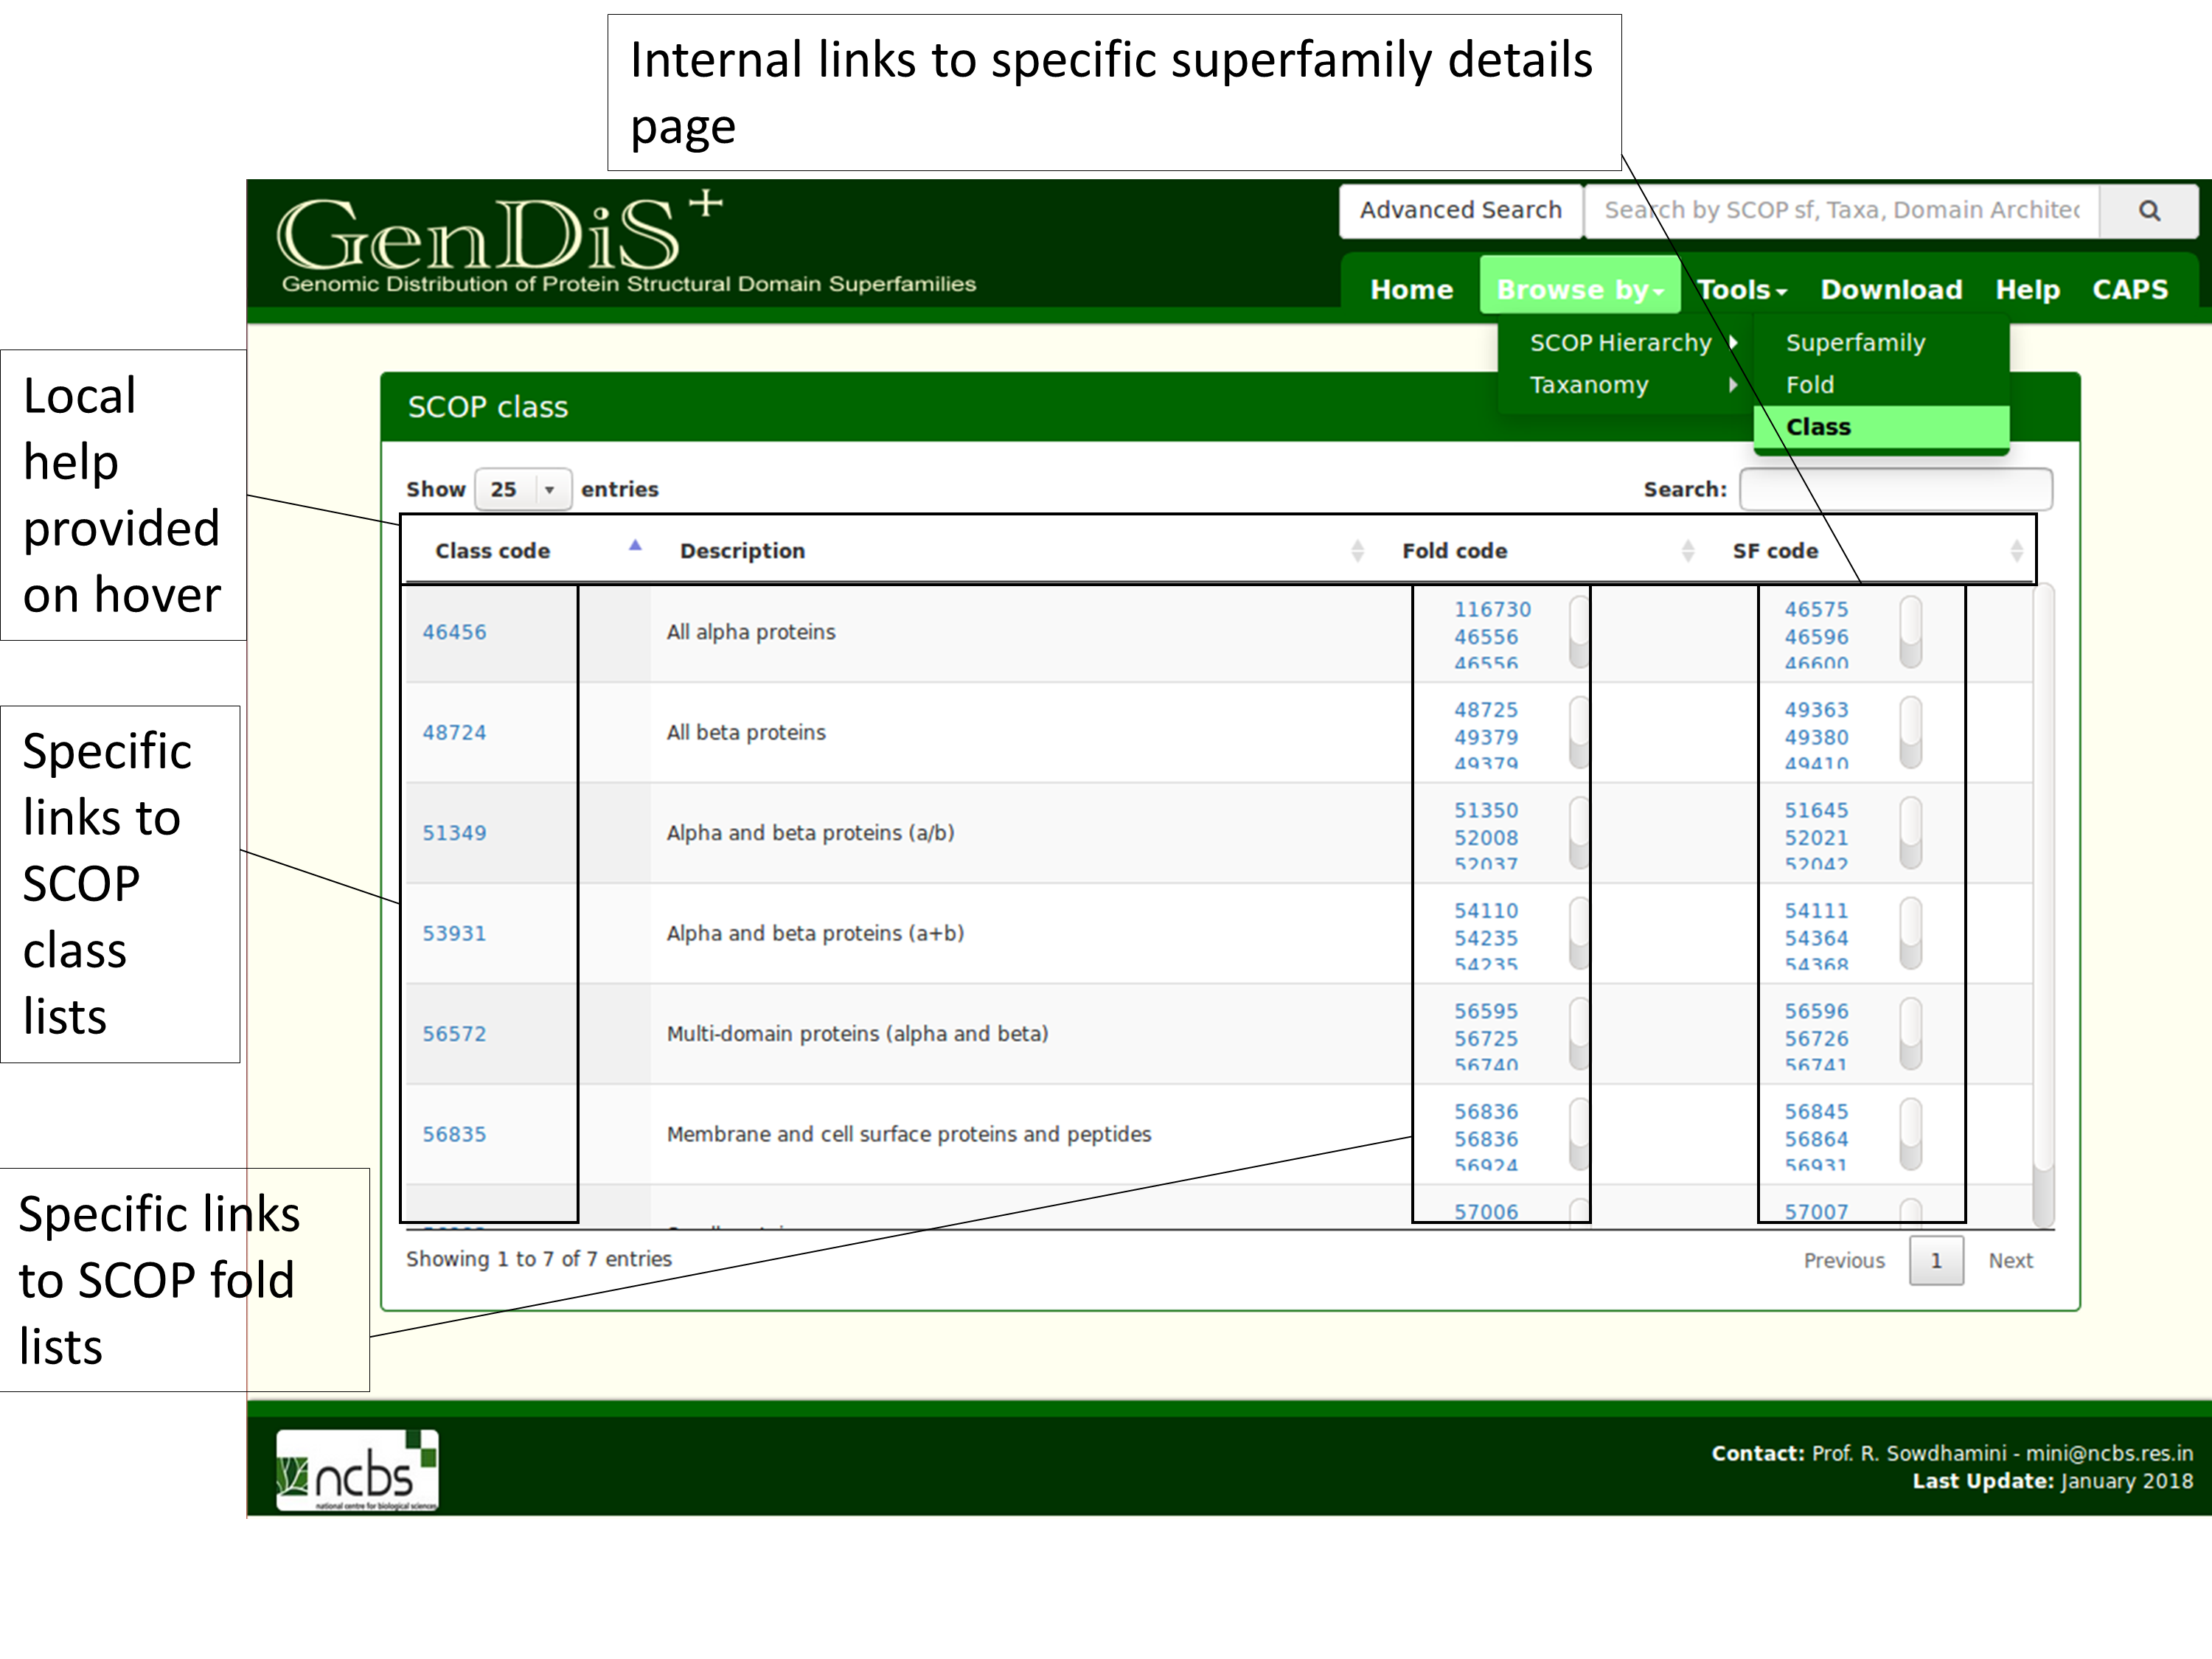 Internal links to specific superfamily details
page
GenDiS+
Genomic Distribution of Protein Structural Domain Superfamilies
Advanced Search
Search by SCOP sf, Taxa, Domain Architec
Home Browse by Tools Download Help CAPS
SCOP Hierarchy
Taxanomy
Superfamily
Fold
Class
Local
help
provided
on hover
SCOP class
Show 25 entries
Search:
Class code Description Fold code SF code
46456 All alpha proteins
116730
46556
46556
46575
46596
46600
48724 All beta proteins
48725
49379
49379
49363
49380
49410
51349 Alpha and beta proteins (a/b)
51350
52008
52037
51645
52021
52042
53931 Alpha and beta proteins (a+b)
54110
54235
54235
54111
54364
54368
56572 Multi-domain proteins (alpha and beta)
56595
56725
56740
56596
56726
56741
56835 Membrane and cell surface proteins and peptides
56836
56836
56924
56845
56864
56931
57006
57007
Showing 1 to 7 of 7 entries
Previous 1 Next
Specific
links to
SCOP
class
lists
Specific links
to SCOP fold
lists
ncbs
national centre for biological sciences
Contact: Prof. R. Sowdhamini - mini@ncbs.res.in
Last Update: January 2018